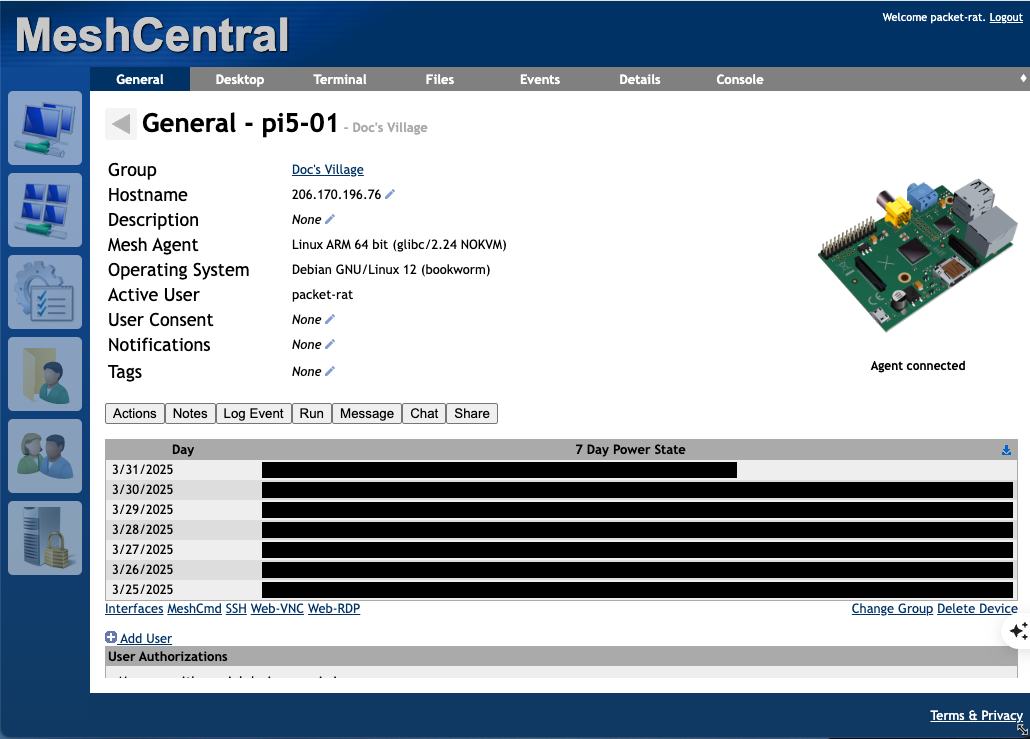 MeshCentral
Welcome packet-rat. Logout
General Desktop Terminal Files Events Details Console
General - pi5-01 - Doc's Village
Group Doc's Village
Hostname 206.170.196.76
Description None
Mesh Agent Linux ARM 64 bit (glibc/2.24 NOKVM)
Operating System Debian GNU/Linux 12 (bookworm)
Active User packet-rat
User Consent None
Notifications None
Tags None
Agent connected
Actions Notes Log Event Run Message Chat Share
Day 7 Day Power State
3/31/2025
3/30/2025
3/29/2025
3/28/2025
3/27/2025
3/26/2025
3/25/2025
Interfaces MeshCmd SSH Web-VNC Web-RDP Change Group Delete Device
Add User
User Authorizations
Terms & Privacy